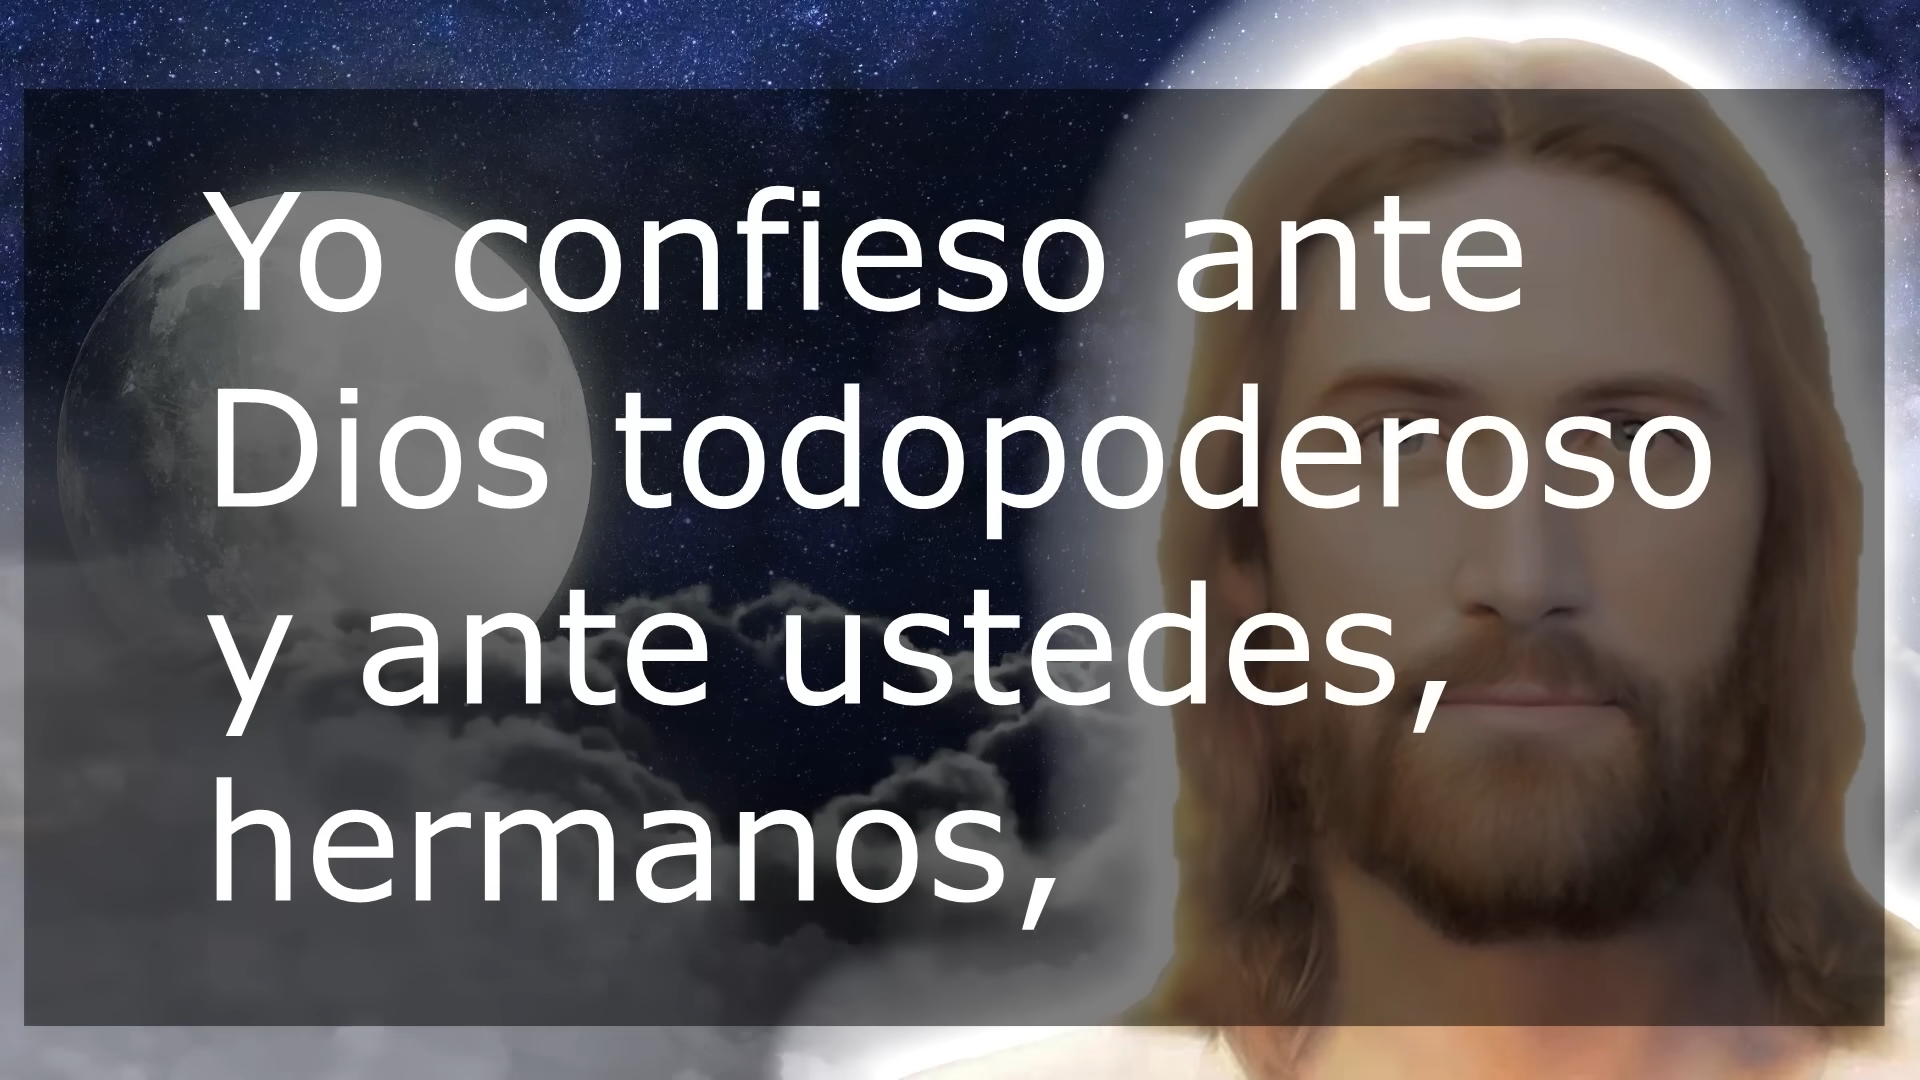 Yo confieso ante
Dios todopoderoso
y ante ustedes,
hermanos,